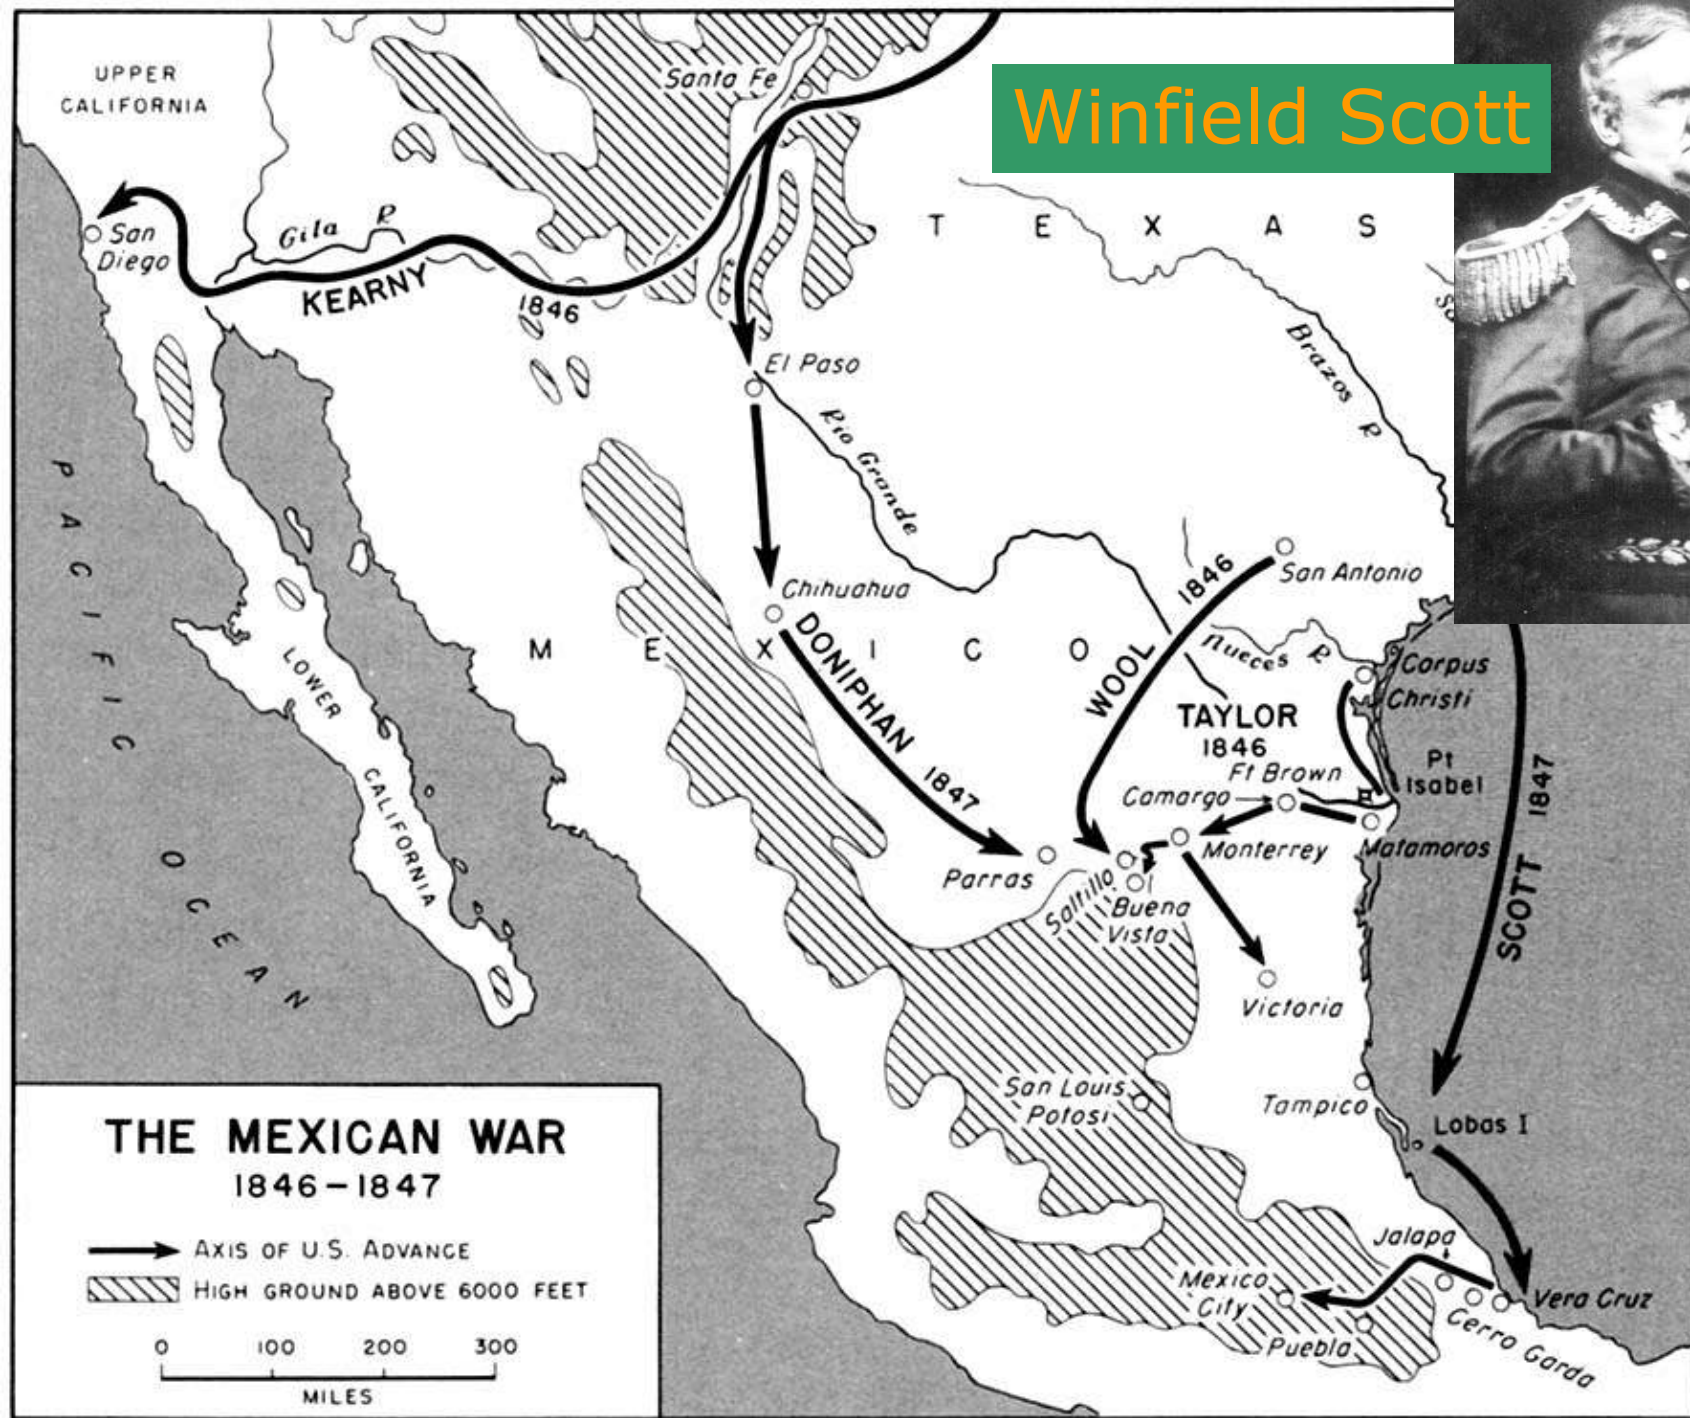 UPPER
CALIFORNIA
Santa Fe
Winfield Scott
San
Diego
Gila R
KEARNY
1846
T E X A S
El Paso
Rio Grande
Brazos R
PACIFIC
OCEAN
Chihuahua
San Antonio
1846
WOOL
M E X I C O
Nueces R
Corpus
Christi
LOWER
CALIFORNIA
DONIPHAN 1847
TAYLOR
1846
Ft Brown
Pt
Isabel
Camargo
Monterrey
Matamoros
SCOTT 1847
Parras
Saltillo
Buena
Vista
Victoria
San Louis
Potosi
Tampico
Lobas I
Jalapa
Mexico
City
Vera Cruz
Puebla
Cerro Garda
THE MEXICAN WAR
1846-1847
AXIS OF U.S. ADVANCE
HIGH GROUND ABOVE 6000 FEET
0 100 200 300
MILES